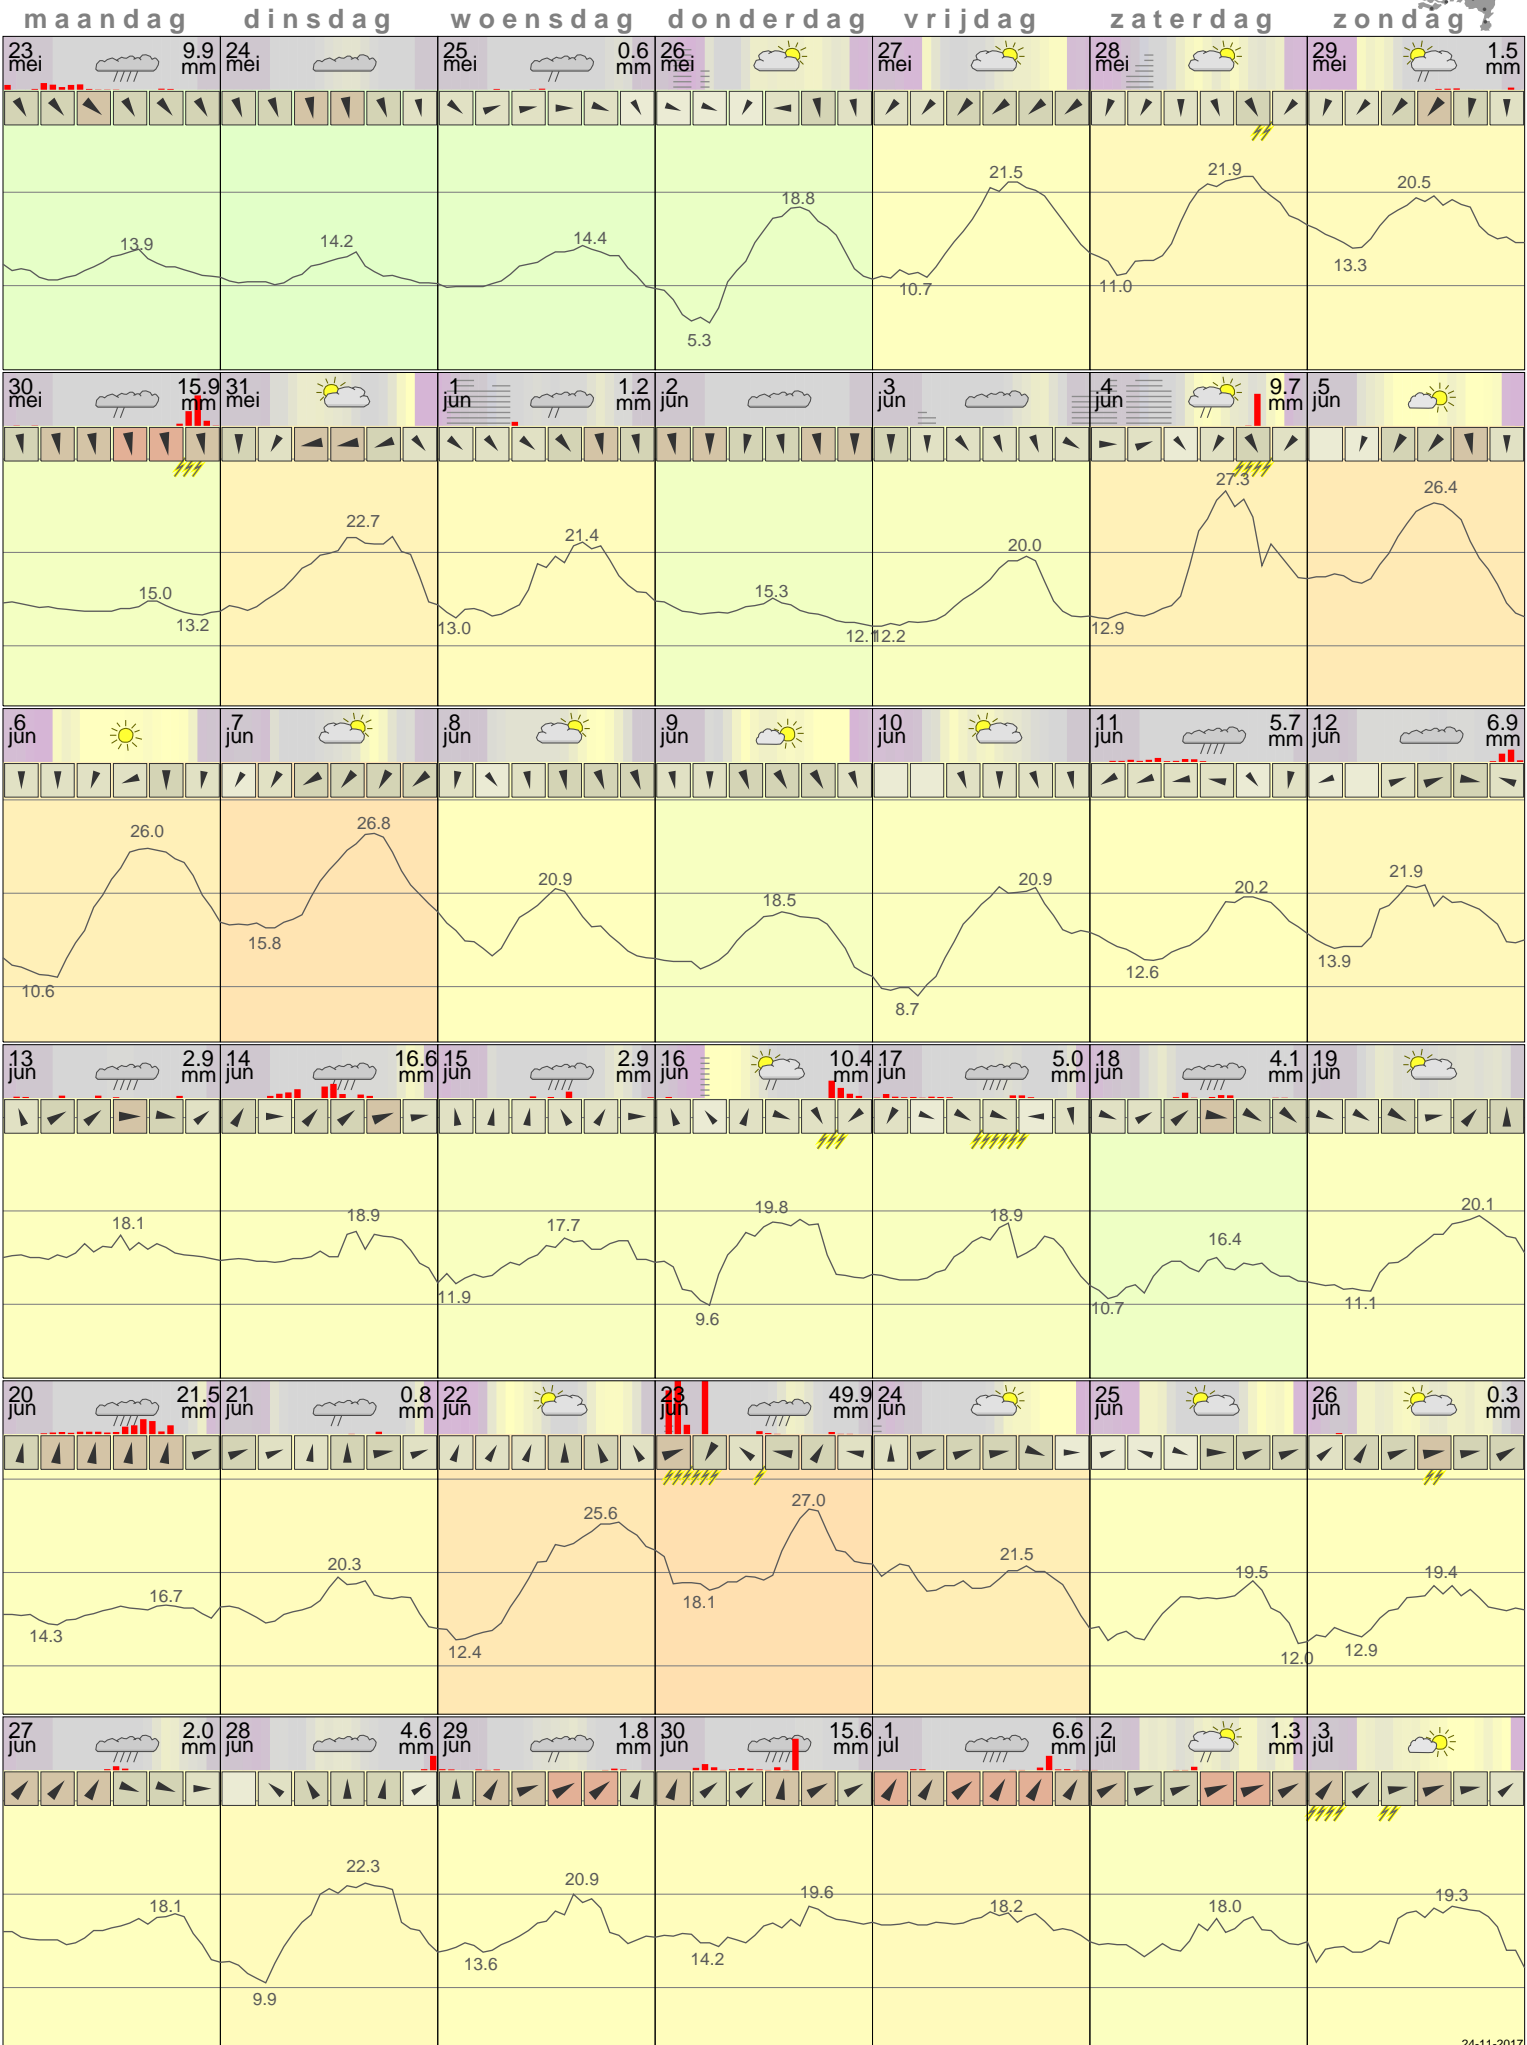 maandag dinsdag woensdag donderdag vrijdag zaterdag zondag
23 mei 9.9 mm 24 mei 25 mei 0.6 mm 26 mei 27 mei 28 mei 29 mei 1.5 mm
13.9 14.2 14.4 5.3 18.8 10.7 21.5 11.0 21.9 13.3 20.5
30 mei 15.9 mm 31 mei 1 jun 1.2 mm 2 jun 3 jun 4 jun 9.7 mm 5 jun
15.0 13.2 22.7 13.0 21.4 15.3 12.1 12.2 20.0 12.9 27.3 26.4
6 jun 7 jun 8 jun 9 jun 10 jun 11 jun 5.7 mm 12 jun 6.9 mm
10.6 26.0 15.8 26.8 20.9 18.5 8.7 20.9 12.6 20.2 13.9 21.9
13 jun 2.9 mm 14 jun 16.6 mm 15 jun 2.9 mm 16 jun 10.4 mm 17 jun 5.0 mm 18 jun 4.1 mm 19 jun
18.1 18.9 11.9 17.7 9.6 19.8 18.9 10.7 16.4 11.1 20.1
20 jun 21.5 mm 21 jun 0.8 mm 22 jun 23 jun 49.9 mm 24 jun 25 jun 26 jun 0.3 mm
14.3 16.7 20.3 12.4 25.6 18.1 27.0 21.5 19.5 12.0 12.9 19.4
27 jun 2.0 mm 28 jun 4.6 mm 29 jun 1.8 mm 30 jun 15.6 mm 1 jul 6.6 mm 2 jul 1.3 mm 3 jul
18.1 9.9 22.3 13.6 20.9 14.2 19.6 18.2 18.0 19.3
24-11-2017